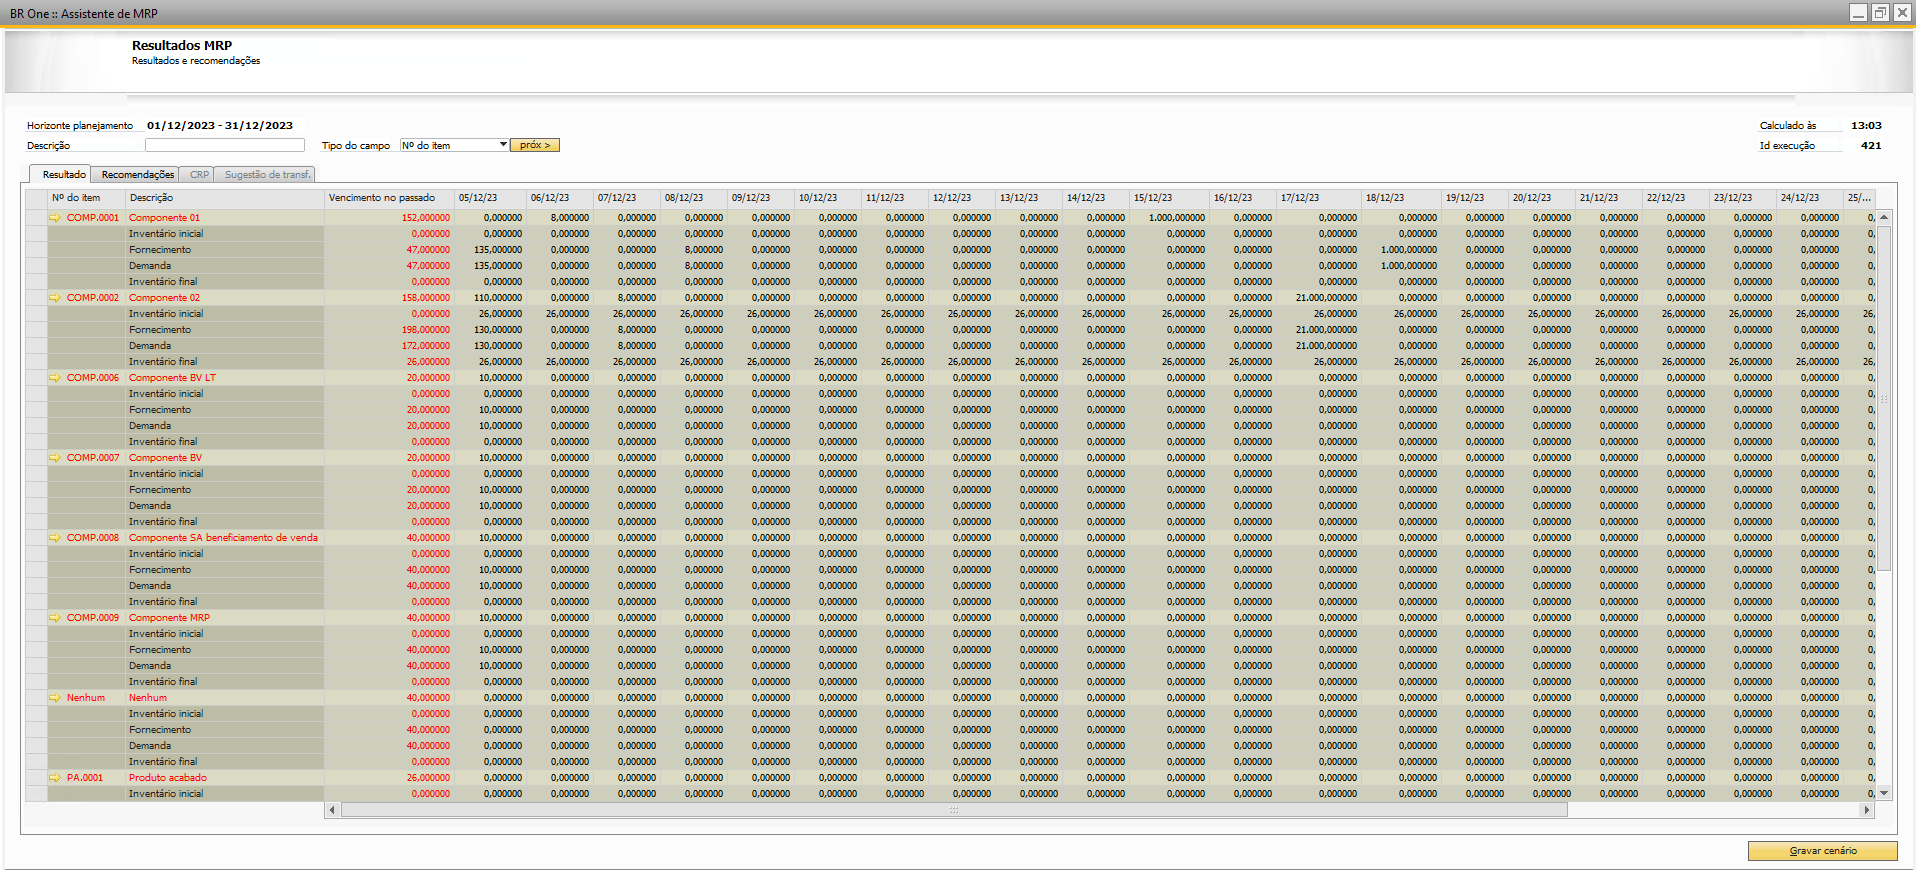 BR One :: Assistente de MRP
Resultados MRP
Resultados e recomendações
Horizonte planejamento 01/12/2023 - 31/12/2023 Calculado às 13:03
Descrição Tipo do campo Nº do item próx > Id execução 421
Resultado Recomendações CRP Sugestão de transf.
Nº do item Descrição Vencimento no passado 05/12/23 06/12/23 07/12/23 08/12/23 09/12/23 10/12/23 11/12/23 12/12/23 13/12/23 14/12/23 15/12/23 16/12/23 17/12/23 18/12/23 19/12/23 20/12/23 21/12/23 22/12/23 23/12/23 24/12/23 25/...
COMP.0001 Componente 01 152,000000 0,000000 8,000000 0,000000 0,000000 0,000000 0,000000 0,000000 0,000000 0,000000 0,000000 1.000,000000 0,000000 0,000000 0,000000 0,000000 0,000000 0,000000 0,000000 0,000000 0,000000 0,
Inventário inicial 0,000000 0,000000 0,000000 0,000000 0,000000 0,000000 0,000000 0,000000 0,000000 0,000000 0,000000 0,000000 0,000000 0,000000 0,000000 0,000000 0,000000 0,000000 0,000000 0,000000 0,000000 0,
Fornecimento 47,000000 135,000000 0,000000 0,000000 8,000000 0,000000 0,000000 0,000000 0,000000 0,000000 0,000000 0,000000 0,000000 0,000000 1.000,000000 0,000000 0,000000 0,000000 0,000000 0,000000 0,000000 0,
Demanda 47,000000 135,000000 0,000000 0,000000 8,000000 0,000000 0,000000 0,000000 0,000000 0,000000 0,000000 0,000000 0,000000 0,000000 1.000,000000 0,000000 0,000000 0,000000 0,000000 0,000000 0,000000 0,
Inventário final 0,000000 0,000000 0,000000 0,000000 0,000000 0,000000 0,000000 0,000000 0,000000 0,000000 0,000000 0,000000 0,000000 0,000000 0,000000 0,000000 0,000000 0,000000 0,000000 0,000000 0,000000 0,
COMP.0002 Componente 02 158,000000 110,000000 0,000000 8,000000 0,000000 0,000000 0,000000 0,000000 0,000000 0,000000 0,000000 0,000000 0,000000 21.000,000000 0,000000 0,000000 0,000000 0,000000 0,000000 0,000000 0,000000 0,
Inventário inicial 0,000000 26,000000 26,000000 26,000000 26,000000 26,000000 26,000000 26,000000 26,000000 26,000000 26,000000 26,000000 26,000000 26,000000 26,000000 26,000000 26,000000 26,000000 26,000000 26,000000 26,000000 26,
Fornecimento 198,000000 130,000000 0,000000 8,000000 0,000000 0,000000 0,000000 0,000000 0,000000 0,000000 0,000000 0,000000 0,000000 21.000,000000 0,000000 0,000000 0,000000 0,000000 0,000000 0,000000 0,000000 0,
Demanda 172,000000 130,000000 0,000000 8,000000 0,000000 0,000000 0,000000 0,000000 0,000000 0,000000 0,000000 0,000000 0,000000 21.000,000000 0,000000 0,000000 0,000000 0,000000 0,000000 0,000000 0,000000 0,
Inventário final 26,000000 26,000000 26,000000 26,000000 26,000000 26,000000 26,000000 26,000000 26,000000 26,000000 26,000000 26,000000 26,000000 26,000000 26,000000 26,000000 26,000000 26,000000 26,000000 26,000000 26,000000 26,
COMP.0006 Componente BV LT 20,000000 10,000000 0,000000 0,000000 0,000000 0,000000 0,000000 0,000000 0,000000 0,000000 0,000000 0,000000 0,000000 0,000000 0,000000 0,000000 0,000000 0,000000 0,000000 0,000000 0,000000 0,
Inventário inicial 0,000000 0,000000 0,000000 0,000000 0,000000 0,000000 0,000000 0,000000 0,000000 0,000000 0,000000 0,000000 0,000000 0,000000 0,000000 0,000000 0,000000 0,000000 0,000000 0,000000 0,000000 0,
Fornecimento 20,000000 10,000000 0,000000 0,000000 0,000000 0,000000 0,000000 0,000000 0,000000 0,000000 0,000000 0,000000 0,000000 0,000000 0,000000 0,000000 0,000000 0,000000 0,000000 0,000000 0,000000 0,
Demanda 20,000000 10,000000 0,000000 0,000000 0,000000 0,000000 0,000000 0,000000 0,000000 0,000000 0,000000 0,000000 0,000000 0,000000 0,000000 0,000000 0,000000 0,000000 0,000000 0,000000 0,000000 0,
Inventário final 0,000000 0,000000 0,000000 0,000000 0,000000 0,000000 0,000000 0,000000 0,000000 0,000000 0,000000 0,000000 0,000000 0,000000 0,000000 0,000000 0,000000 0,000000 0,000000 0,000000 0,000000 0,
COMP.0007 Componente BV 20,000000 10,000000 0,000000 0,000000 0,000000 0,000000 0,000000 0,000000 0,000000 0,000000 0,000000 0,000000 0,000000 0,000000 0,000000 0,000000 0,000000 0,000000 0,000000 0,000000 0,000000 0,
Inventário inicial 0,000000 0,000000 0,000000 0,000000 0,000000 0,000000 0,000000 0,000000 0,000000 0,000000 0,000000 0,000000 0,000000 0,000000 0,000000 0,000000 0,000000 0,000000 0,000000 0,000000 0,000000 0,
Fornecimento 20,000000 10,000000 0,000000 0,000000 0,000000 0,000000 0,000000 0,000000 0,000000 0,000000 0,000000 0,000000 0,000000 0,000000 0,000000 0,000000 0,000000 0,000000 0,000000 0,000000 0,000000 0,
Demanda 20,000000 10,000000 0,000000 0,000000 0,000000 0,000000 0,000000 0,000000 0,000000 0,000000 0,000000 0,000000 0,000000 0,000000 0,000000 0,000000 0,000000 0,000000 0,000000 0,000000 0,000000 0,
Inventário final 0,000000 0,000000 0,000000 0,000000 0,000000 0,000000 0,000000 0,000000 0,000000 0,000000 0,000000 0,000000 0,000000 0,000000 0,000000 0,000000 0,000000 0,000000 0,000000 0,000000 0,000000 0,
COMP.0008 Componente SA beneficiamento de venda 40,000000 10,000000 0,000000 0,000000 0,000000 0,000000 0,000000 0,000000 0,000000 0,000000 0,000000 0,000000 0,000000 0,000000 0,000000 0,000000 0,000000 0,000000 0,000000 0,000000 0,000000 0,
Inventário inicial 0,000000 0,000000 0,000000 0,000000 0,000000 0,000000 0,000000 0,000000 0,000000 0,000000 0,000000 0,000000 0,000000 0,000000 0,000000 0,000000 0,000000 0,000000 0,000000 0,000000 0,000000 0,
Fornecimento 40,000000 10,000000 0,000000 0,000000 0,000000 0,000000 0,000000 0,000000 0,000000 0,000000 0,000000 0,000000 0,000000 0,000000 0,000000 0,000000 0,000000 0,000000 0,000000 0,000000 0,000000 0,
Demanda 40,000000 10,000000 0,000000 0,000000 0,000000 0,000000 0,000000 0,000000 0,000000 0,000000 0,000000 0,000000 0,000000 0,000000 0,000000 0,000000 0,000000 0,000000 0,000000 0,000000 0,000000 0,
Inventário final 0,000000 0,000000 0,000000 0,000000 0,000000 0,000000 0,000000 0,000000 0,000000 0,000000 0,000000 0,000000 0,000000 0,000000 0,000000 0,000000 0,000000 0,000000 0,000000 0,000000 0,000000 0,
COMP.0009 Componente MRP 40,000000 10,000000 0,000000 0,000000 0,000000 0,000000 0,000000 0,000000 0,000000 0,000000 0,000000 0,000000 0,000000 0,000000 0,000000 0,000000 0,000000 0,000000 0,000000 0,000000 0,000000 0,
Inventário inicial 0,000000 0,000000 0,000000 0,000000 0,000000 0,000000 0,000000 0,000000 0,000000 0,000000 0,000000 0,000000 0,000000 0,000000 0,000000 0,000000 0,000000 0,000000 0,000000 0,000000 0,000000 0,
Fornecimento 40,000000 10,000000 0,000000 0,000000 0,000000 0,000000 0,000000 0,000000 0,000000 0,000000 0,000000 0,000000 0,000000 0,000000 0,000000 0,000000 0,000000 0,000000 0,000000 0,000000 0,000000 0,
Demanda 40,000000 10,000000 0,000000 0,000000 0,000000 0,000000 0,000000 0,000000 0,000000 0,000000 0,000000 0,000000 0,000000 0,000000 0,000000 0,000000 0,000000 0,000000 0,000000 0,000000 0,000000 0,
Inventário final 0,000000 0,000000 0,000000 0,000000 0,000000 0,000000 0,000000 0,000000 0,000000 0,000000 0,000000 0,000000 0,000000 0,000000 0,000000 0,000000 0,000000 0,000000 0,000000 0,000000 0,000000 0,
Nenhum Nenhum 40,000000 0,000000 0,000000 0,000000 0,000000 0,000000 0,000000 0,000000 0,000000 0,000000 0,000000 0,000000 0,000000 0,000000 0,000000 0,000000 0,000000 0,000000 0,000000 0,000000 0,000000 0,
Inventário inicial 0,000000 0,000000 0,000000 0,000000 0,000000 0,000000 0,000000 0,000000 0,000000 0,000000 0,000000 0,000000 0,000000 0,000000 0,000000 0,000000 0,000000 0,000000 0,000000 0,000000 0,000000 0,
Fornecimento 40,000000 0,000000 0,000000 0,000000 0,000000 0,000000 0,000000 0,000000 0,000000 0,000000 0,000000 0,000000 0,000000 0,000000 0,000000 0,000000 0,000000 0,000000 0,000000 0,000000 0,000000 0,
Demanda 40,000000 0,000000 0,000000 0,000000 0,000000 0,000000 0,000000 0,000000 0,000000 0,000000 0,000000 0,000000 0,000000 0,000000 0,000000 0,000000 0,000000 0,000000 0,000000 0,000000 0,000000 0,
Inventário final 0,000000 0,000000 0,000000 0,000000 0,000000 0,000000 0,000000 0,000000 0,000000 0,000000 0,000000 0,000000 0,000000 0,000000 0,000000 0,000000 0,000000 0,000000 0,000000 0,000000 0,000000 0,
PA.0001 Produto acabado 26,000000 0,000000 0,000000 0,000000 0,000000 0,000000 0,000000 0,000000 0,000000 0,000000 0,000000 0,000000 0,000000 0,000000 0,000000 0,000000 0,000000 0,000000 0,000000 0,000000 0,000000 0,
Inventário inicial 0,000000 0,000000 0,000000 0,000000 0,000000 0,000000 0,000000 0,000000 0,000000 0,000000 0,000000 0,000000 0,000000 0,000000 0,000000 0,000000 0,000000 0,000000 0,000000 0,000000 0,000000 0,
Gravar cenário